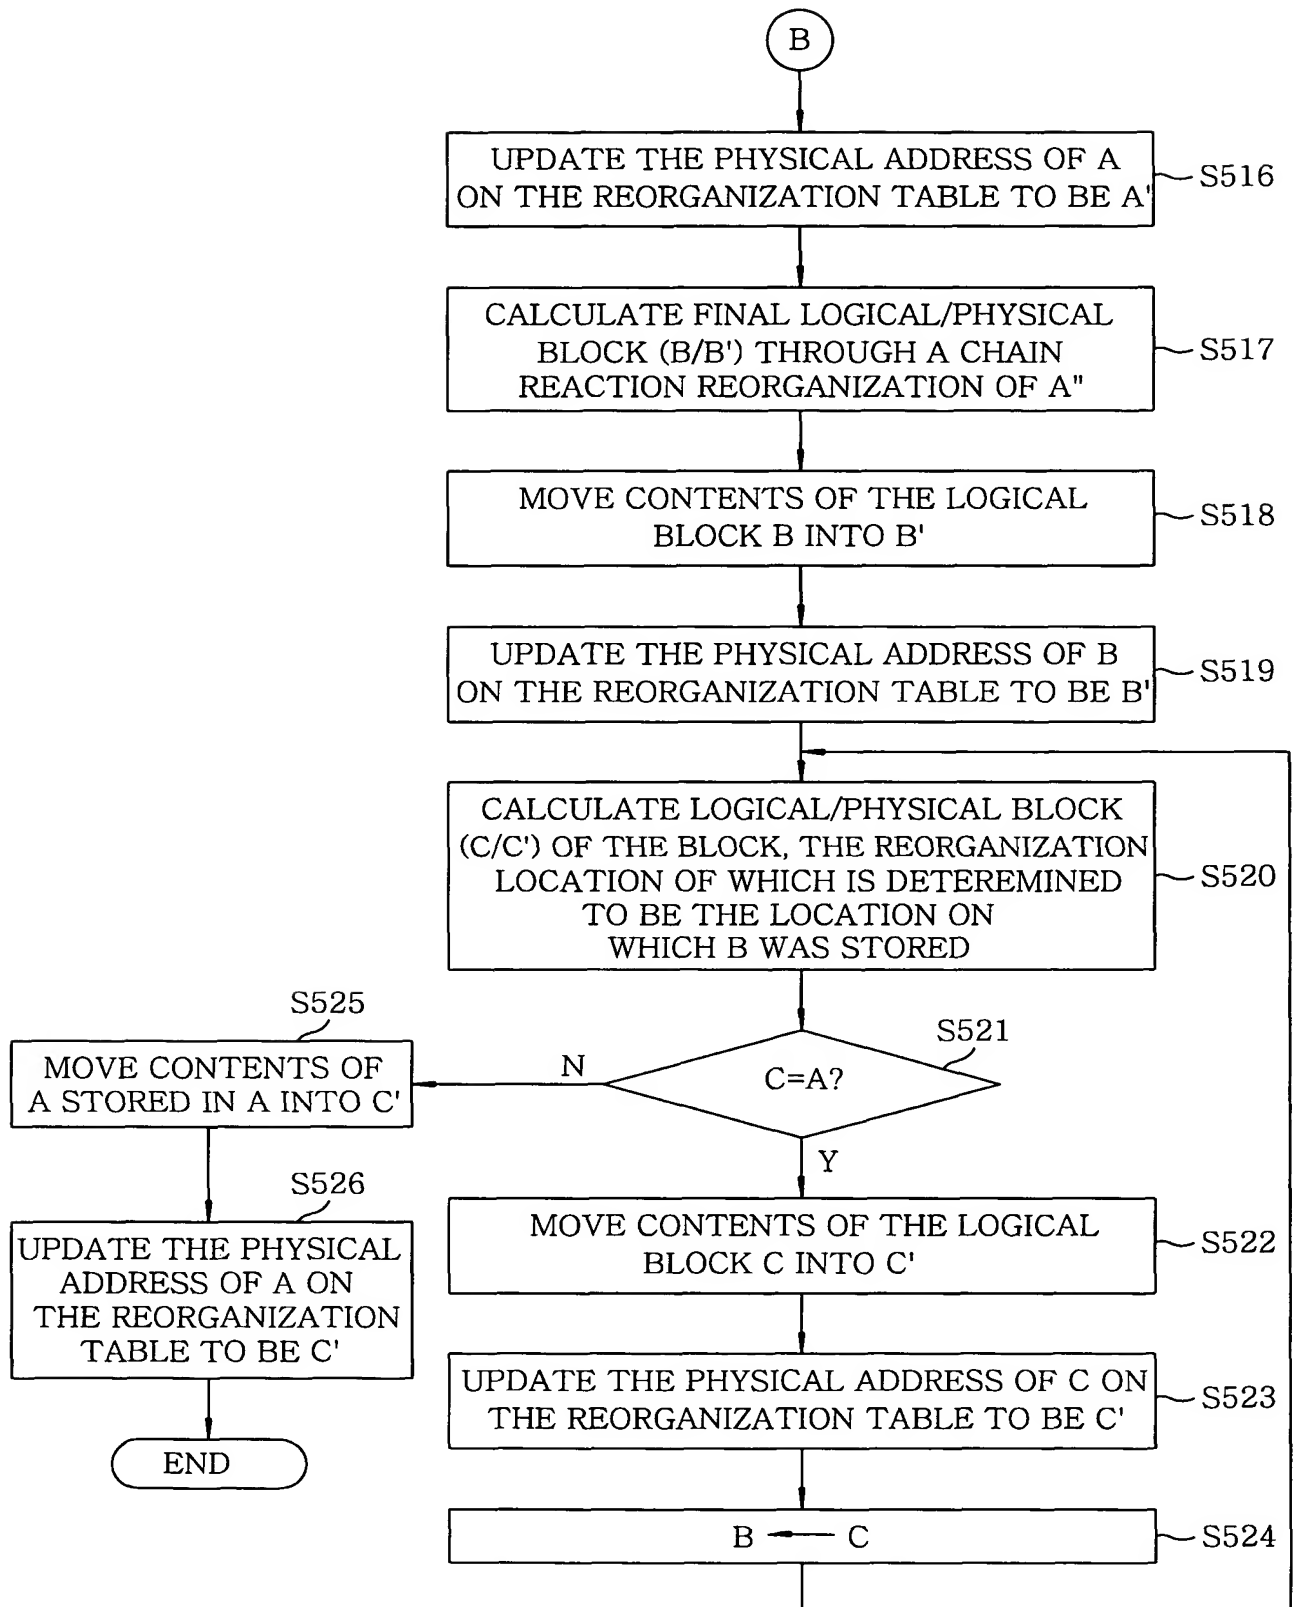 B
UPDATE THE PHYSICAL ADDRESS OF A
ON THE REORGANIZATION TABLE TO BE A'
S516
CALCULATE FINAL LOGICAL/PHYSICAL
BLOCK (B/B') THROUGH A CHAIN
REACTION REORGANIZATION OF A"
S517
MOVE CONTENTS OF THE LOGICAL
BLOCK B INTO B'
S518
UPDATE THE PHYSICAL ADDRESS OF B
ON THE REORGANIZATION TABLE TO BE B'
S519
CALCULATE LOGICAL/PHYSICAL BLOCK
(C/C') OF THE BLOCK, THE REORGANIZATION
LOCATION OF WHICH IS DETEREMINED
TO BE THE LOCATION ON
WHICH B WAS STORED
S520
C=A?
S521
N
Y
S525
MOVE CONTENTS OF
A STORED IN A INTO C'
S526
UPDATE THE PHYSICAL
ADDRESS OF A ON
THE REORGANIZATION
TABLE TO BE C'
END
MOVE CONTENTS OF THE LOGICAL
BLOCK C INTO C'
S522
UPDATE THE PHYSICAL ADDRESS OF C ON
THE REORGANIZATION TABLE TO BE C'
S523
B ← C
S524